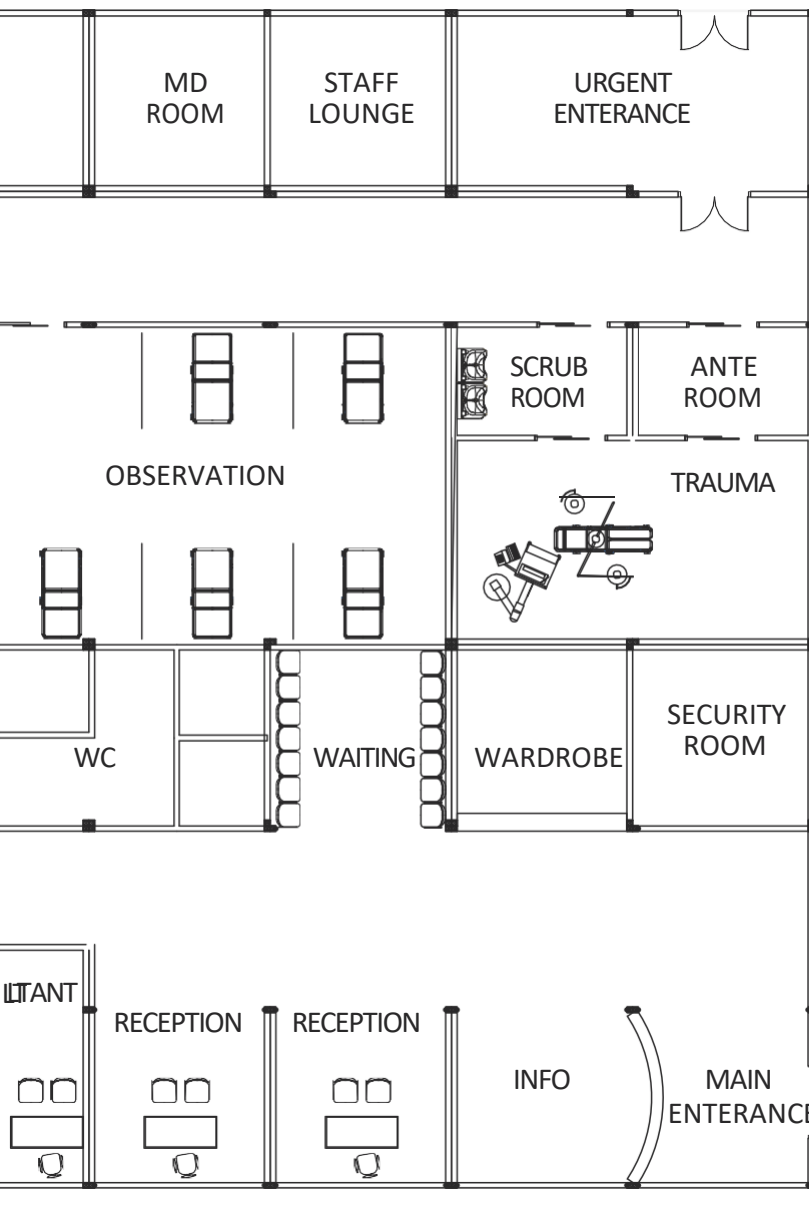 MD
ROOM
STAFF
LOUNGE
URGENT
ENTERANCE
SCRUB
ROOM
ANTE
ROOM
OBSERVATION
TRAUMA
WC
WAITING
WARDROBE
SECURITY
ROOM
RECEPTION
RECEPTION
INFO
MAIN
ENTERANCE